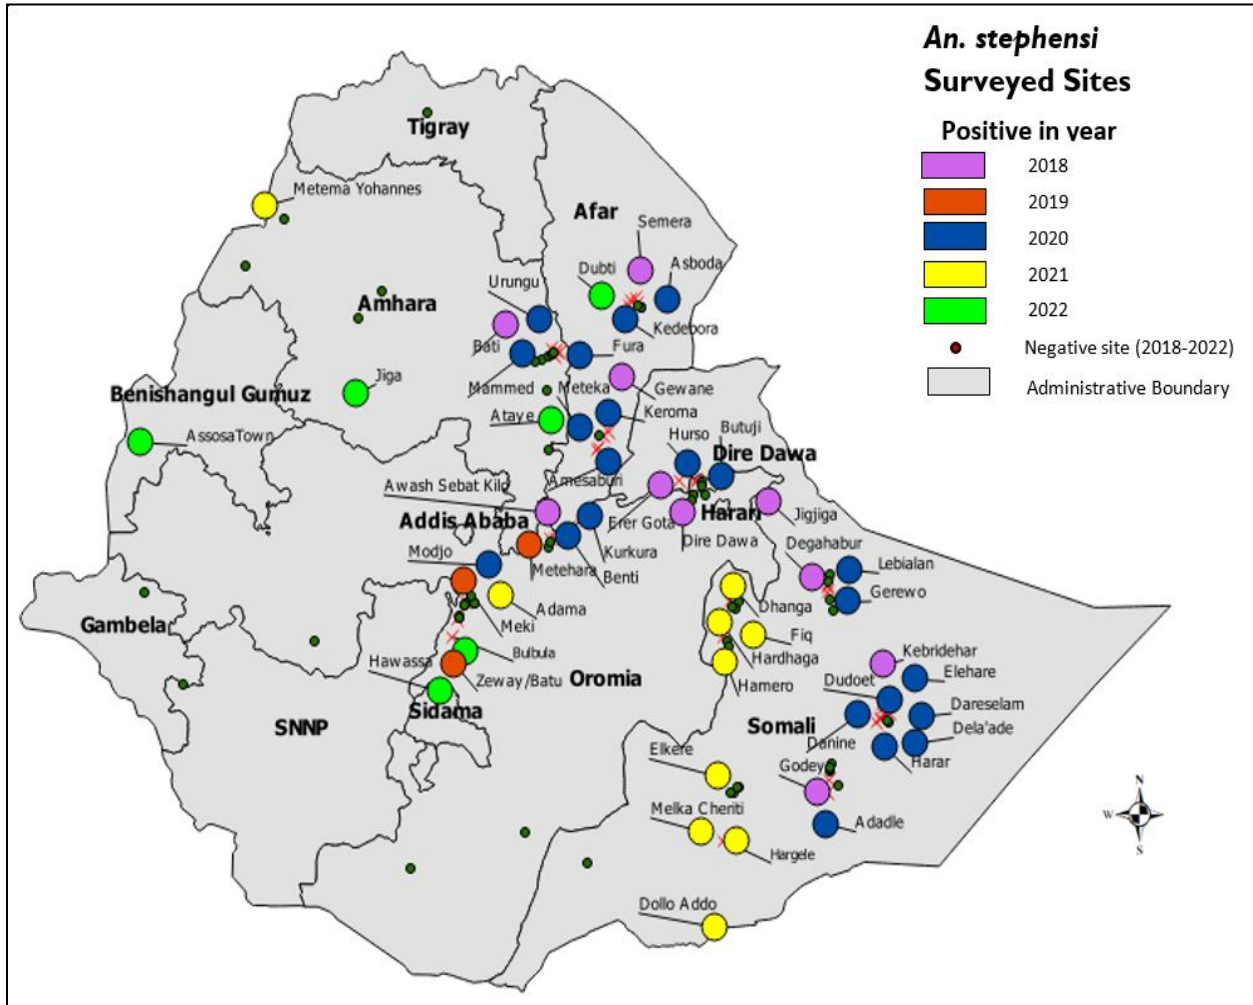 An. stephensi
Surveyed Sites
Positive in year
2018
2019
2020
2021
2022
Negative site (2018-2022)
Administrative Boundary
Tigray
Metema Yohannes
Afar
Semera
Dubti
Asboda
Urungu
Amhara
Kedebora
Bati
Fura
Jiga
Mammed
Meteka
Gewane
Benishangul Gumuz
Ataye
Keroma
AssosaTown
Hurso
Butuji
Dire Dawa
Awash Sebat Kilo
Amesaburi
Addis Ababa
Erer Gota
Harari
Jigjiga
Modjo
Kurkura
Dire Dawa
Degahabur
Metehara
Benti
Lebialan
Gerewo
Adama
Dhanga
Gambela
Meki
Fiq
Hawassa
Bulbula
Hardhaga
Kebridehar
Zeway/Batu
Oromia
Hamero
Elehare
Dudoet
Sidama
Dareselam
SNNP
Somali
Dela'ade
Elkere
Danine
Harar
Godey
Melka Cheriti
Adadle
Hargele
Dollo Addo
N
W
S